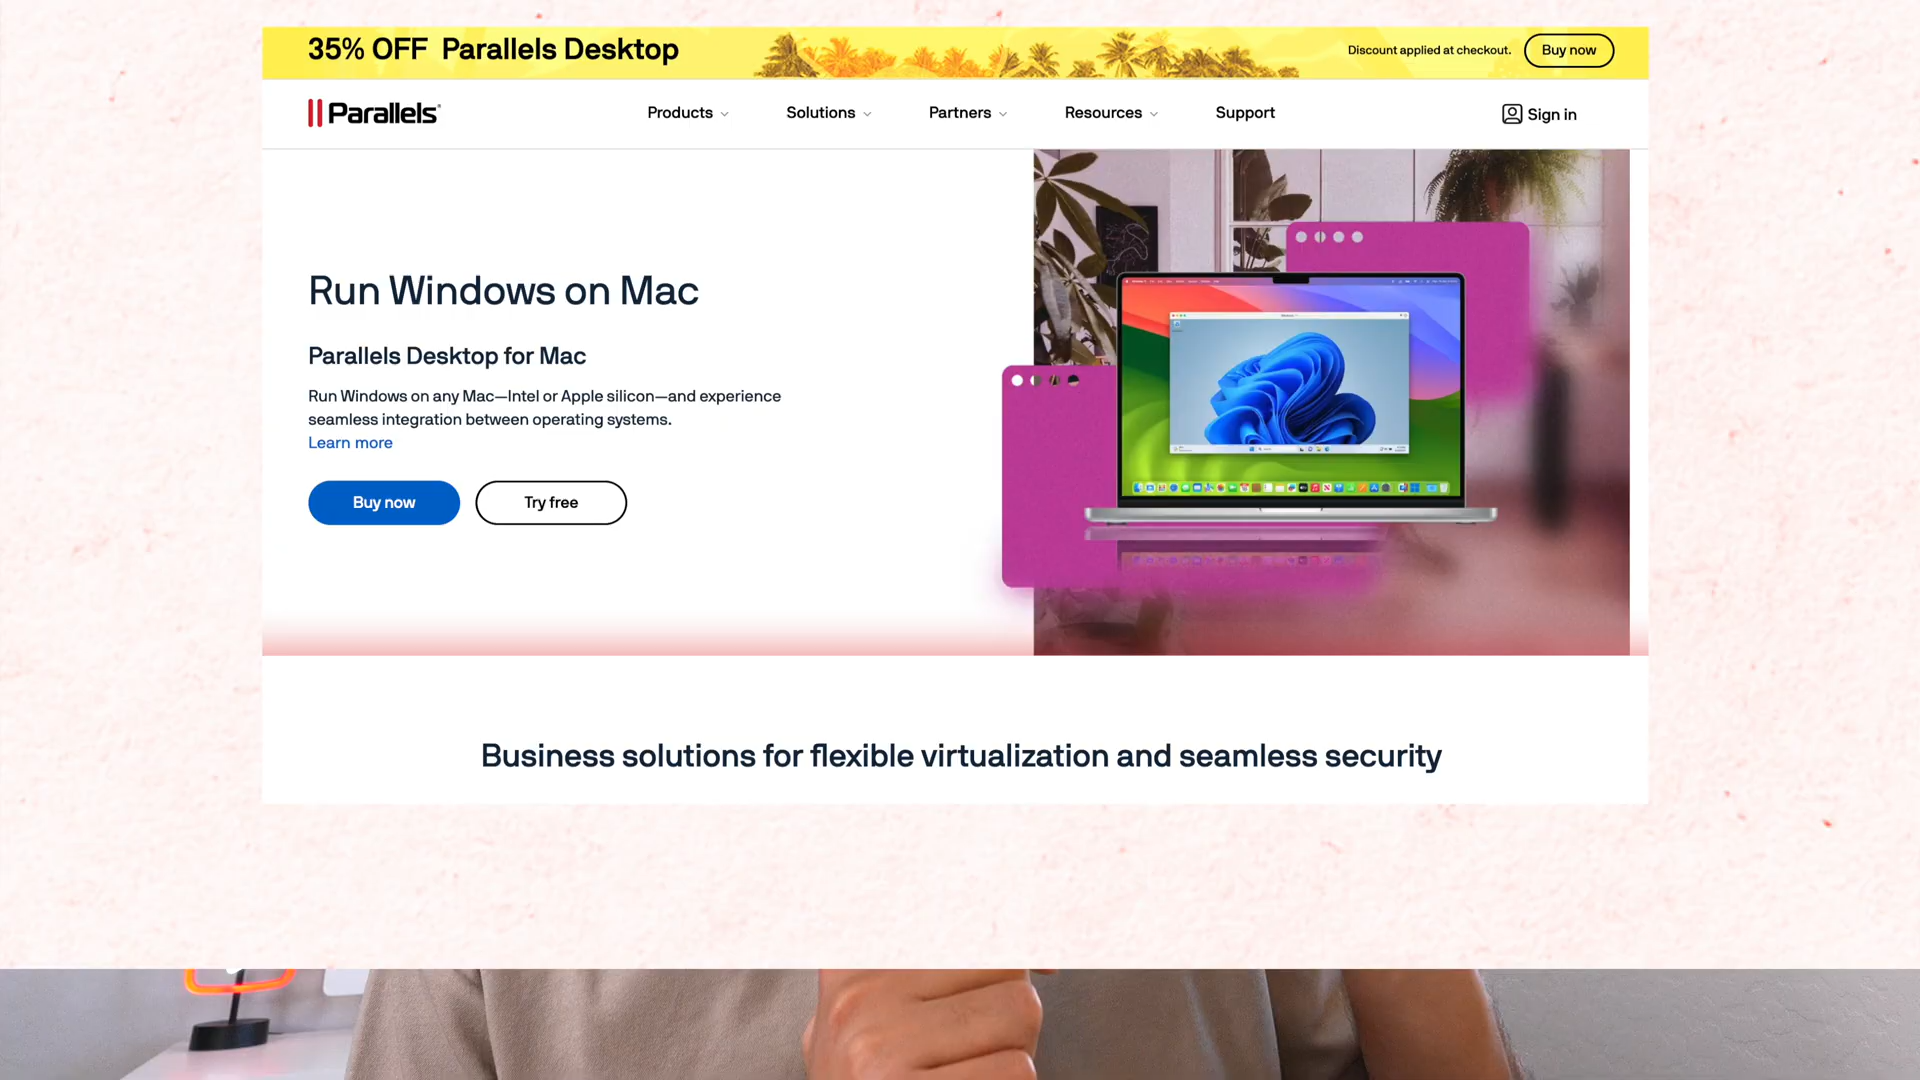 35% OFF Parallels Desktop
Discount applied at checkout.
Buy now
Parallels®
Products
Solutions
Partners
Resources
Support
Sign in
Run Windows on Mac
Parallels Desktop for Mac
Run Windows on any Mac—Intel or Apple silicon—and experience
seamless integration between operating systems.
Learn more
Buy now
Try free
Business solutions for flexible virtualization and seamless security